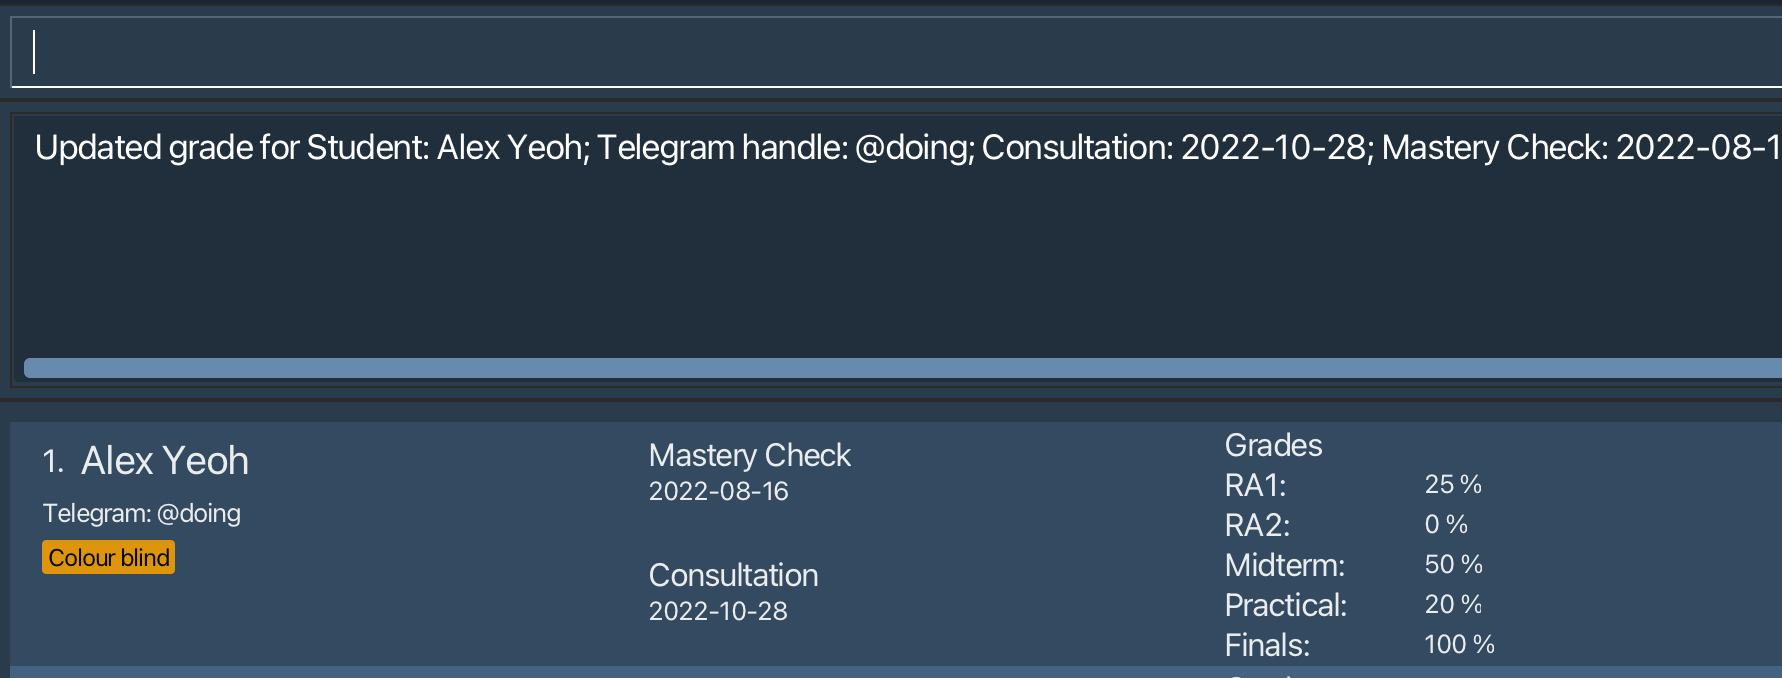 Updated grade for Student: Alex Yeoh; Telegram handle: @doing; Consultation: 2022-10-28; Mastery Check: 2022-08-1
1. Alex Yeoh
Telegram: @doing
Colour blind
Mastery Check
2022-08-16
Consultation
2022-10-28
Grades
RA1: 25 %
RA2: 0 %
Midterm: 50 %
Practical: 20 %
Finals: 100 %